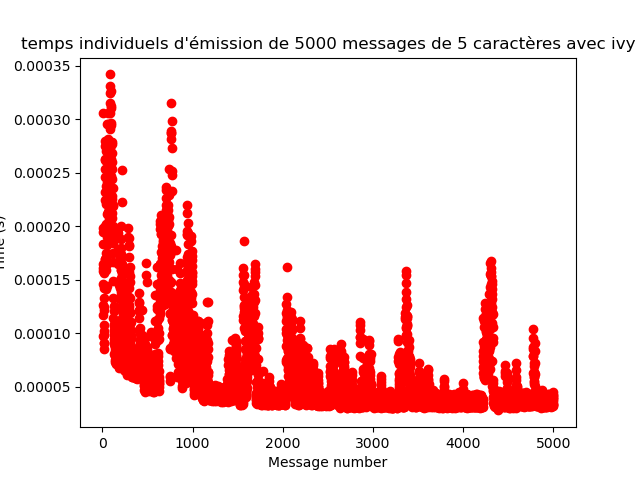 temps individuels d'émission de 5000 messages de 5 caractères avec ivy
0.00035
0.00030
0.00025
0.00020
0.00015
0.00010
0.00005
Time (s)
0 1000 2000 3000 4000 5000
Message number